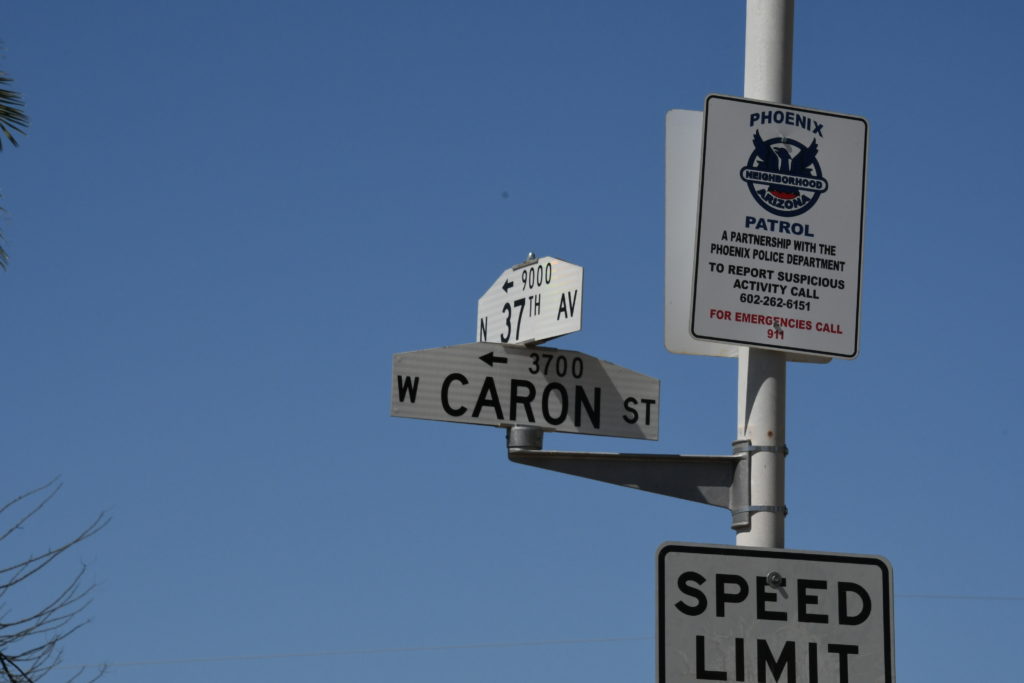 PHOENIX
NEIGHBORHOOD
ARIZONA
PATROL
A PARTNERSHIP WITH THE
PHOENIX POLICE DEPARTMENT
TO REPORT SUSPICIOUS
ACTIVITY CALL
602-262-6151
FOR EMERGENCIES CALL
911
← 9000
N 37TH AV
← 3700
W CARON ST
SPEED
LIMIT